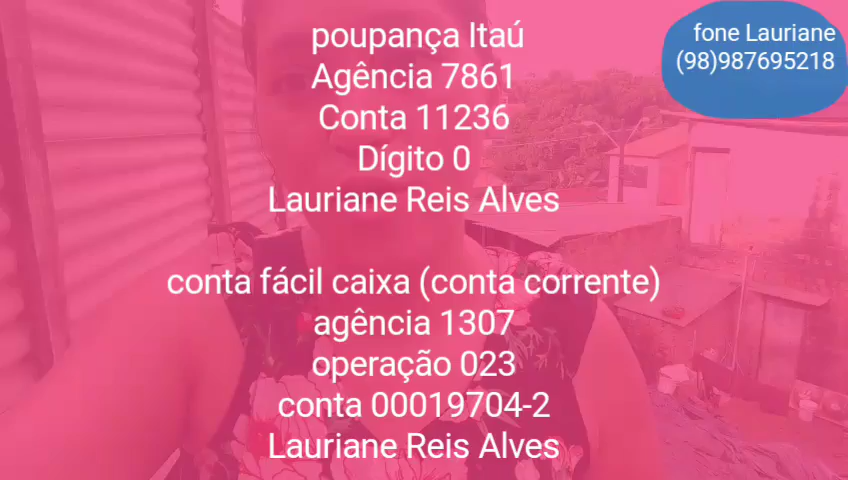 poupança Itaú
Agência 7861
Conta 11236
Dígito 0
Lauriane Reis Alves
conta fácil caixa (conta corrente)
agência 1307
operação 023
conta 00019704-2
Lauriane Reis Alves
fone Lauriane
(98)987695218